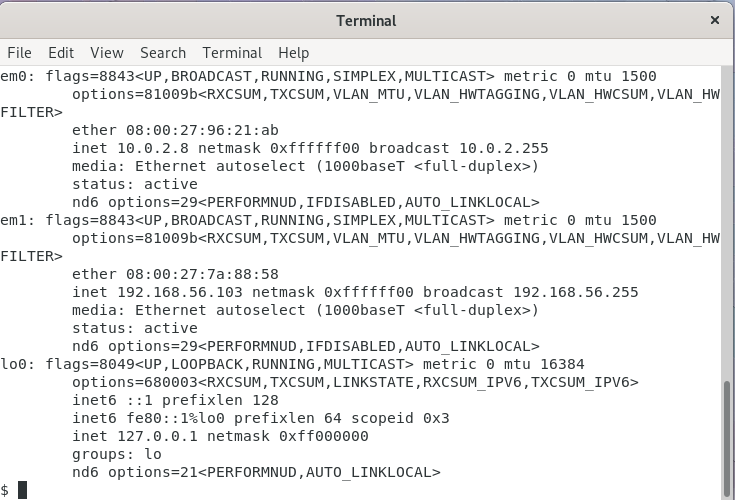 Terminal
File Edit View Search Terminal Help
em0: flags=8843<UP,BROADCAST,RUNNING,SIMPLEX,MULTICAST> metric 0 mtu 1500
options=81009b<RXCSUM,TXCSUM,VLAN_MTU,VLAN_HWTAGGING,VLAN_HWCSUM,VLAN_HW
FILTER>
ether 08:00:27:96:21:ab
inet 10.0.2.8 netmask 0xffffff00 broadcast 10.0.2.255
media: Ethernet autoselect (1000baseT <full-duplex>)
status: active
nd6 options=29<PERFORMNUD,IFDISABLED,AUTO_LINKLOCAL>
em1: flags=8843<UP,BROADCAST,RUNNING,SIMPLEX,MULTICAST> metric 0 mtu 1500
options=81009b<RXCSUM,TXCSUM,VLAN_MTU,VLAN_HWTAGGING,VLAN_HWCSUM,VLAN_HW
FILTER>
ether 08:00:27:7a:88:58
inet 192.168.56.103 netmask 0xffffff00 broadcast 192.168.56.255
media: Ethernet autoselect (1000baseT <full-duplex>)
status: active
nd6 options=29<PERFORMNUD,IFDISABLED,AUTO_LINKLOCAL>
lo0: flags=8049<UP,LOOPBACK,RUNNING,MULTICAST> metric 0 mtu 16384
options=680003<RXCSUM,TXCSUM,LINKSTATE,RXCSUM_IPV6,TXCSUM_IPV6>
inet6 ::1 prefixlen 128
inet6 fe80::1%lo0 prefixlen 64 scopeid 0x3
inet 127.0.0.1 netmask 0xff000000
groups: lo
nd6 options=21<PERFORMNUD,AUTO_LINKLOCAL>
$